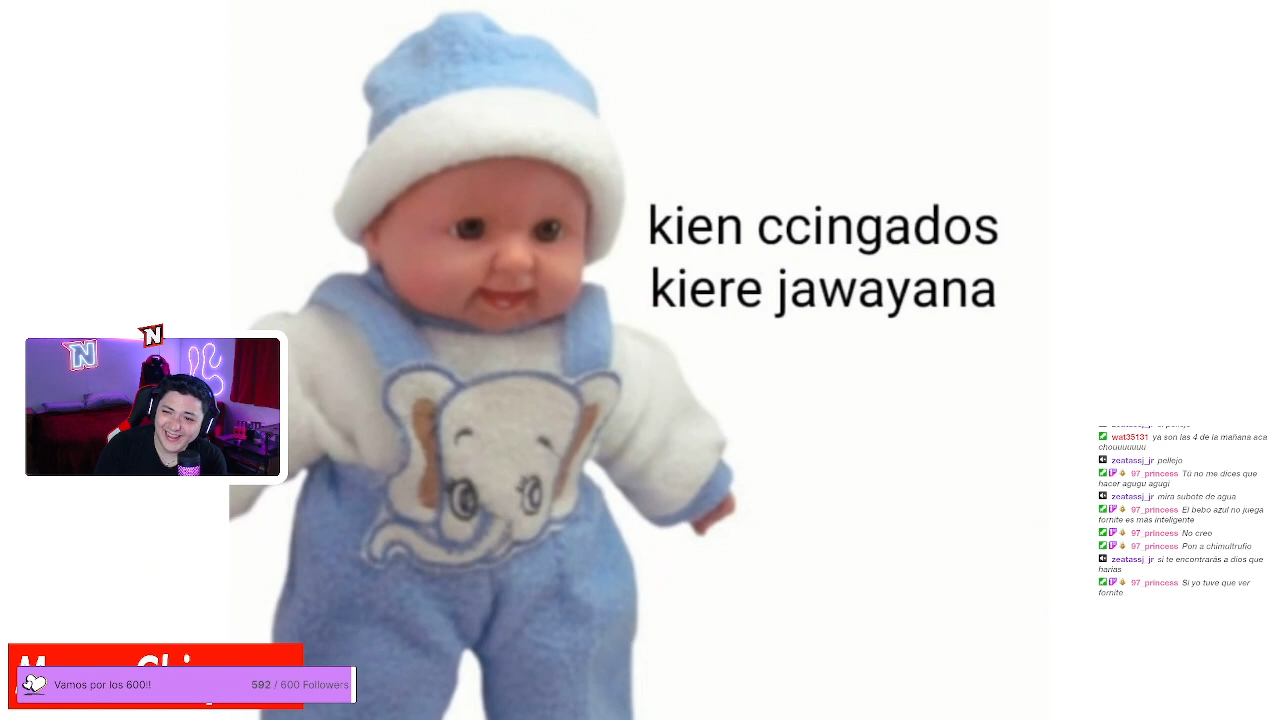 kien ccingados
kiere jawayana
N
N
wat35131 ya son las 4 de la mañana aca
chouuuuuuu
zeatassj_jr pellejo
97_princess Tú no me dices que
hacer agugu agugi
zeatassj_jr mira subote de agua
97_princess El bebo azul no juega
fornite es mas inteligente
97_princess No creo
97_princess Pon a chimultrufio
zeatassj_jr si te encontrarás a dios que
harías
97_princess Si yo tuve que ver
fornite
Vamos por los 600!! 592 / 600 Followers